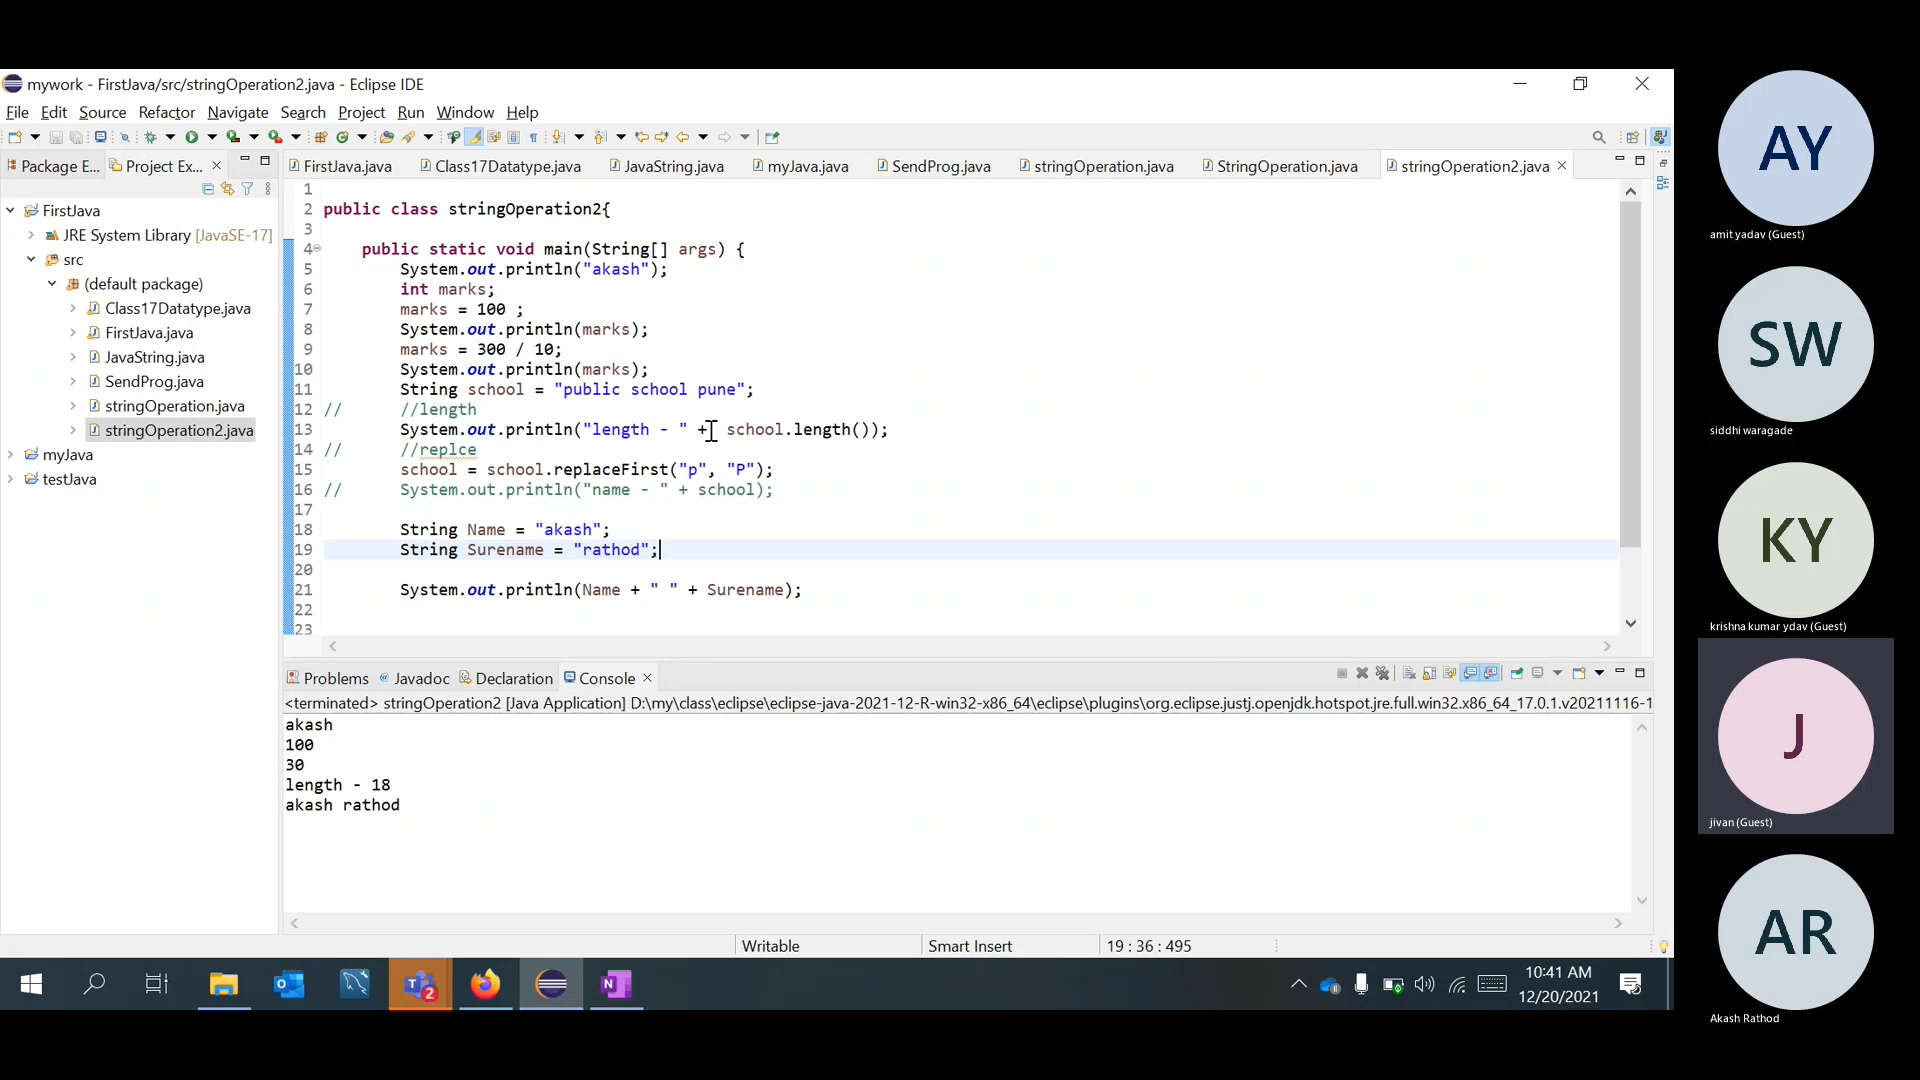 mywork - FirstJava/src/stringOperation2.java - Eclipse IDE
File Edit Source Refactor Navigate Search Project Run Window Help
Package E... Project Ex...
FirstJava.java Class17Datatype.java JavaString.java myJava.java SendProg.java stringOperation.java StringOperation.java stringOperation2.java
FirstJava
JRE System Library [JavaSE-17]
src
(default package)
Class17Datatype.java
FirstJava.java
JavaString.java
SendProg.java
stringOperation.java
stringOperation2.java
myJava
testJava
1
2 public class stringOperation2{
3
4 public static void main(String[] args) {
5 System.out.println("akash");
6 int marks;
7 marks = 100 ;
8 System.out.println(marks);
9 marks = 300 / 10;
10 System.out.println(marks);
11 String school = "public school pune";
12 // //length
13 System.out.println("length - " + school.length());
14 // //replce
15 school = school.replaceFirst("p", "P");
16 // System.out.println("name - " + school);
17
18 String Name = "akash";
19 String Surename = "rathod";
20
21 System.out.println(Name + " " + Surename);
22
23
Problems Javadoc Declaration Console
<terminated> stringOperation2 [Java Application] D:\my\class\eclipse\eclipse-java-2021-12-R-win32-x86_64\eclipse\plugins\org.eclipse.justj.openjdk.hotspot.jre.full.win32.x86_64_17.0.1.v20211116-1
akash
100
30
length - 18
akash rathod
Writable Smart Insert 19 : 36 : 495
2
10:41 AM
12/20/2021
AY
amit yadav (Guest)
SW
siddhi waragade
KY
krishna kumar ydav (Guest)
J
jivan (Guest)
AR
Akash Rathod